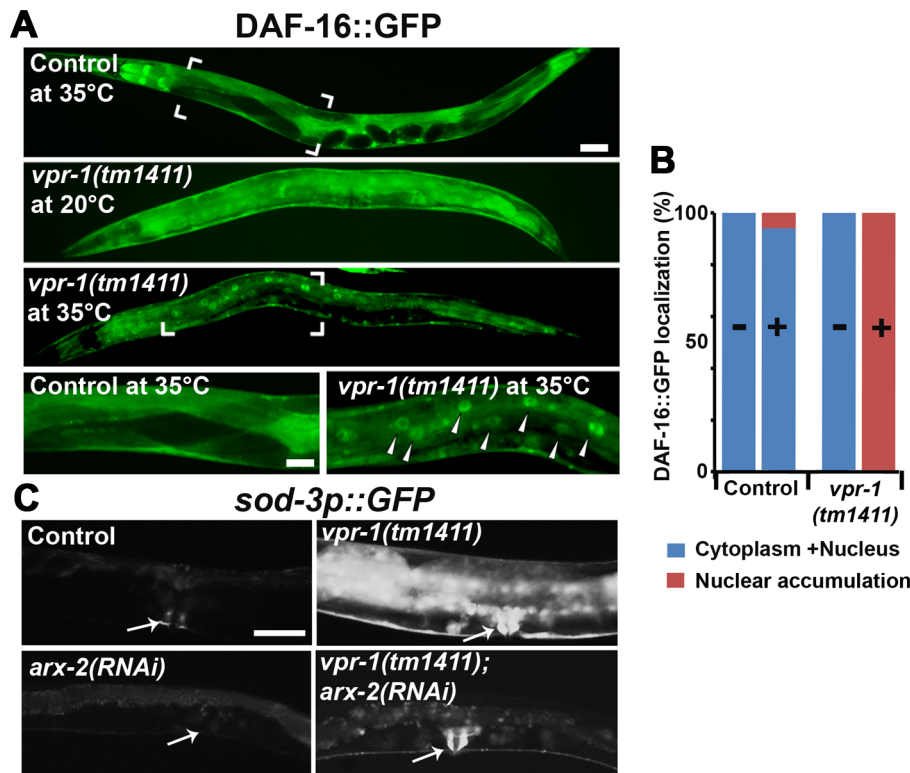 A
DAF-16::GFP
Control
at 35°C
vpr-1(tm1411)
at 20°C
vpr-1(tm1411)
at 35°C
Control at 35°C
vpr-1(tm1411) at 35°C
B
DAF-16::GFP localization (%)
100
50
0
- + - +
Control
vpr-1
(tm1411)
Cytoplasm +Nucleus
Nuclear accumulation
C
sod-3p::GFP
Control
vpr-1(tm1411)
arx-2(RNAi)
vpr-1(tm1411);
arx-2(RNAi)